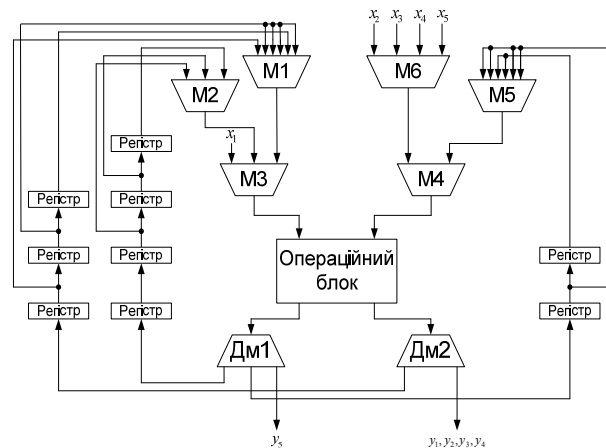 x₂ x₃ x₄ x₅
M1
M6
M5
M2
Регістр
x₁
M3
M4
Регістр Регістр
Операційний
блок
Регістр Регістр Регістр
Регістр Регістр Регістр
Дм1
Дм2
y₅
y₁, y₂, y₃, y₄